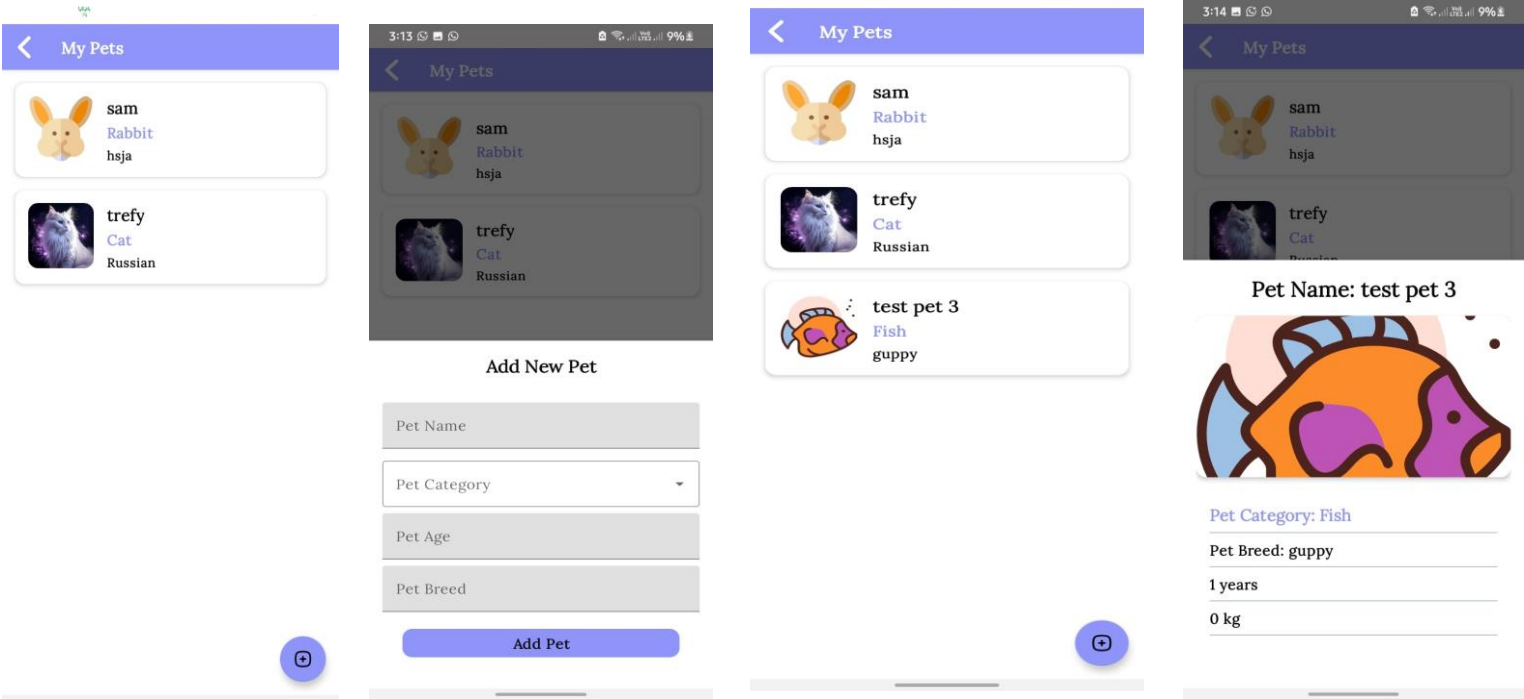 My Pets
sam
Rabbit
hsja
trefy
Cat
Russian
3:13
9%
My Pets
sam
Rabbit
hsja
trefy
Cat
Russian
Add New Pet
Pet Name
Pet Category
Pet Age
Pet Breed
Add Pet
My Pets
sam
Rabbit
hsja
trefy
Cat
Russian
test pet 3
Fish
guppy
3:14
9%
My Pets
sam
Rabbit
hsja
trefy
Cat
Russian
Pet Name: test pet 3
Pet Category: Fish
Pet Breed: guppy
1 years
0 kg